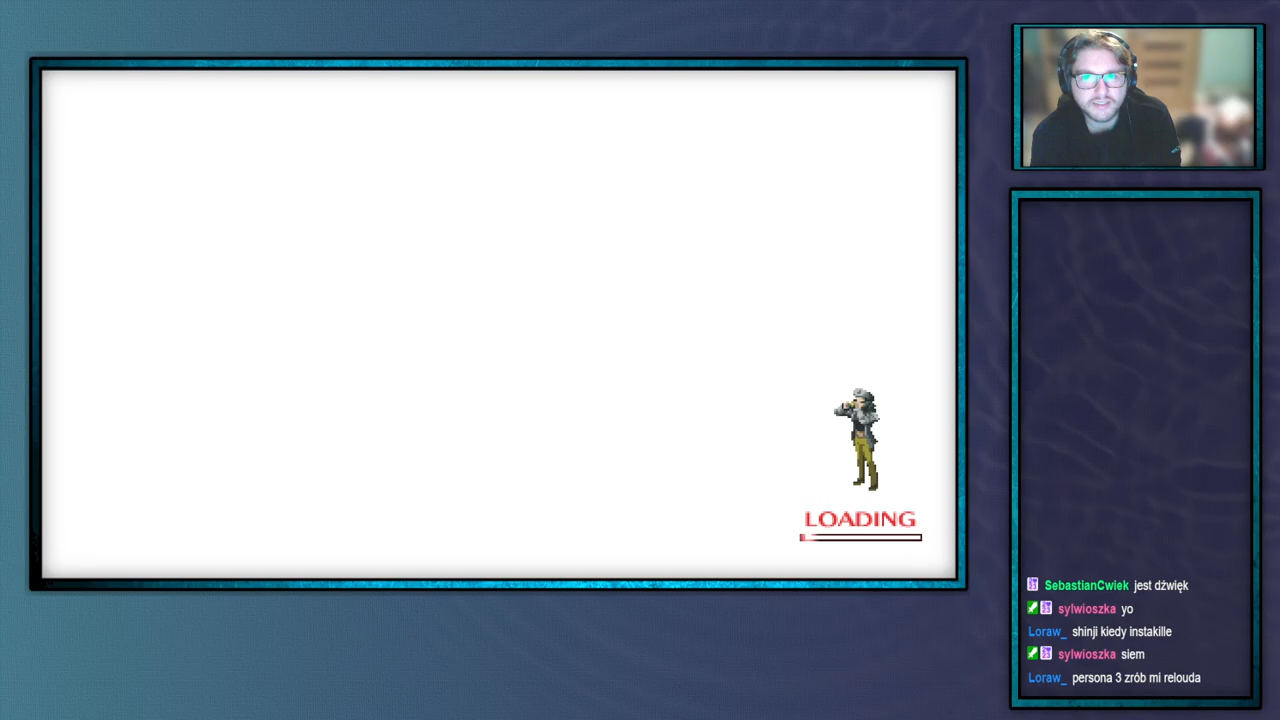 LOADING
SebastianCwiek jest dźwięk
sylwioszka yo
Loraw_ shinji kiedy instakille
sylwioszka siem
Loraw_ persona 3 zrób mi relouda